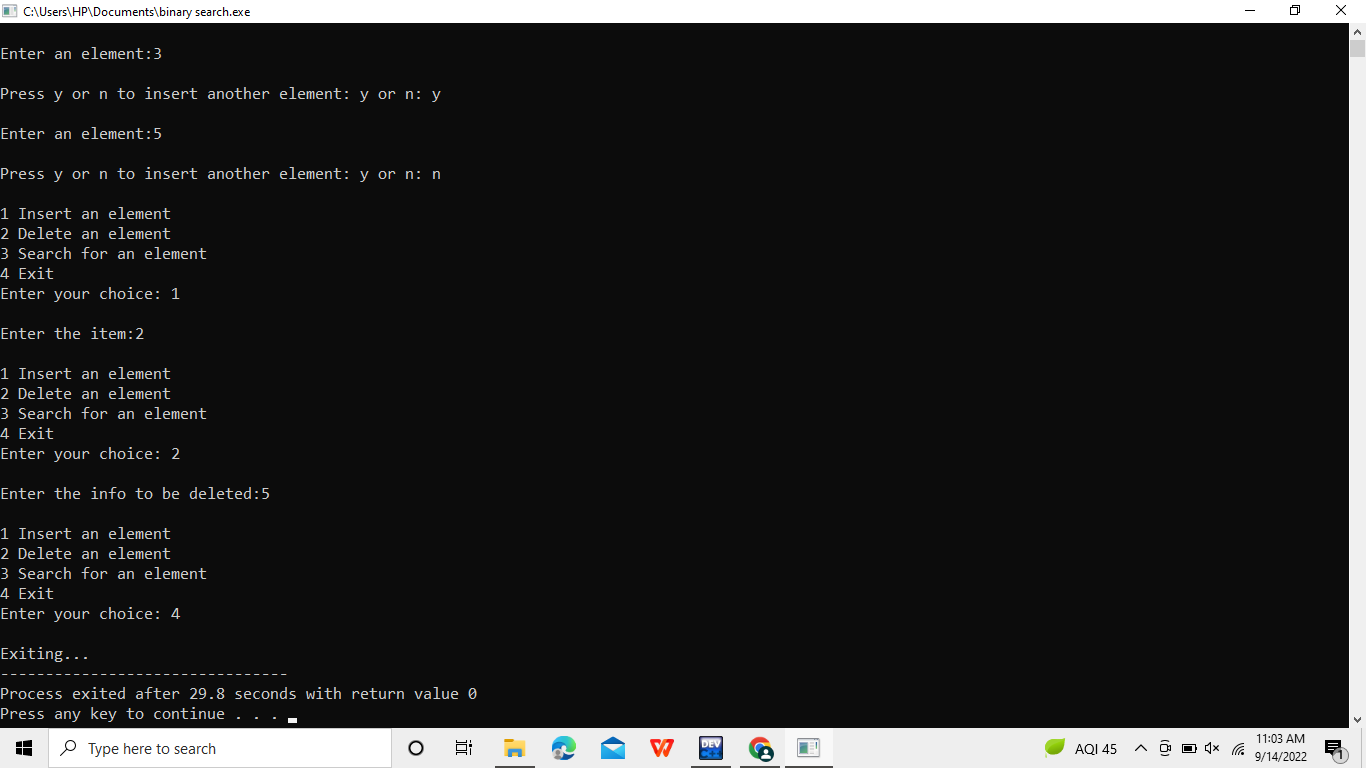 C:\Users\HP\Documents\binary search.exe
Enter an element:3
Press y or n to insert another element: y or n: y
Enter an element:5
Press y or n to insert another element: y or n: n
1 Insert an element
2 Delete an element
3 Search for an element
4 Exit
Enter your choice: 1
Enter the item:2
1 Insert an element
2 Delete an element
3 Search for an element
4 Exit
Enter your choice: 2
Enter the info to be deleted:5
1 Insert an element
2 Delete an element
3 Search for an element
4 Exit
Enter your choice: 4
Exiting...
--------------------------------
Process exited after 29.8 seconds with return value 0
Press any key to continue . . .
Type here to search
DEV
AQI 45
11:03 AM
9/14/2022
1